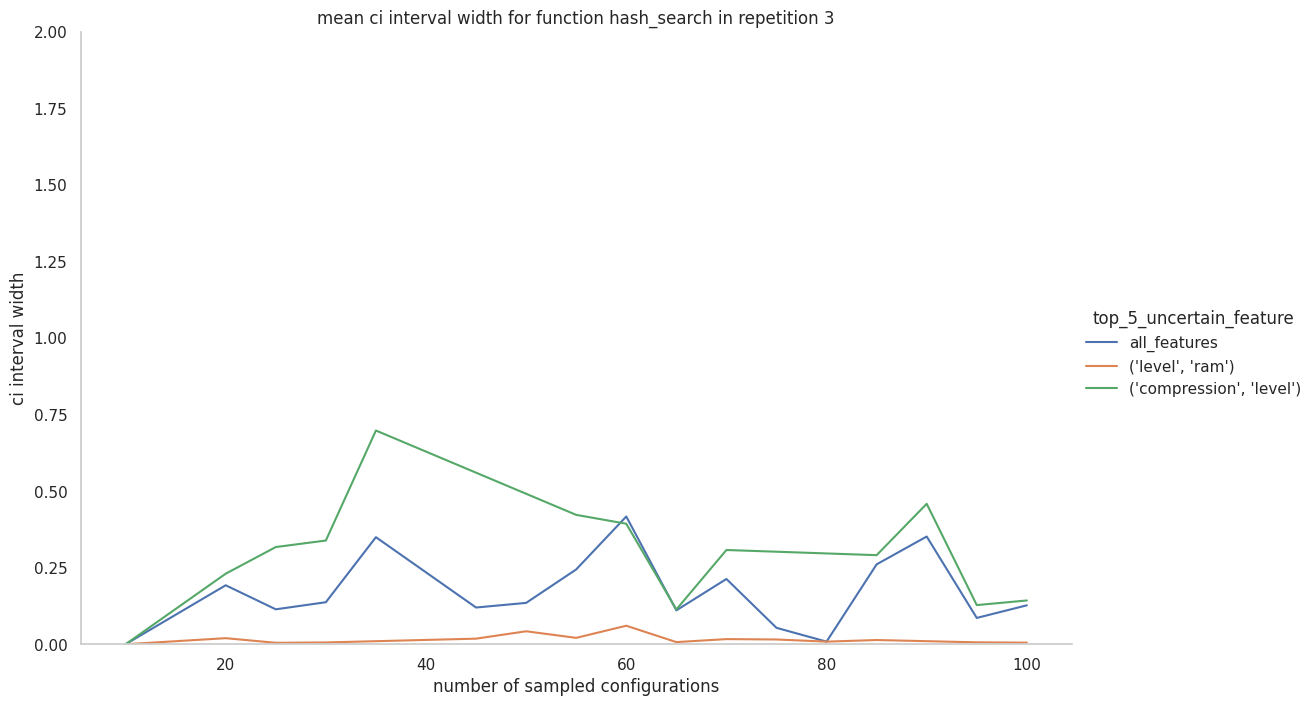 mean ci interval width for function hash_search in repetition 3
2.00
1.75
1.50
1.25
1.00
0.75
0.50
0.25
0.00
ci interval width
20
40
60
80
100
number of sampled configurations
top_5_uncertain_feature
all_features
('level', 'ram')
('compression', 'level')